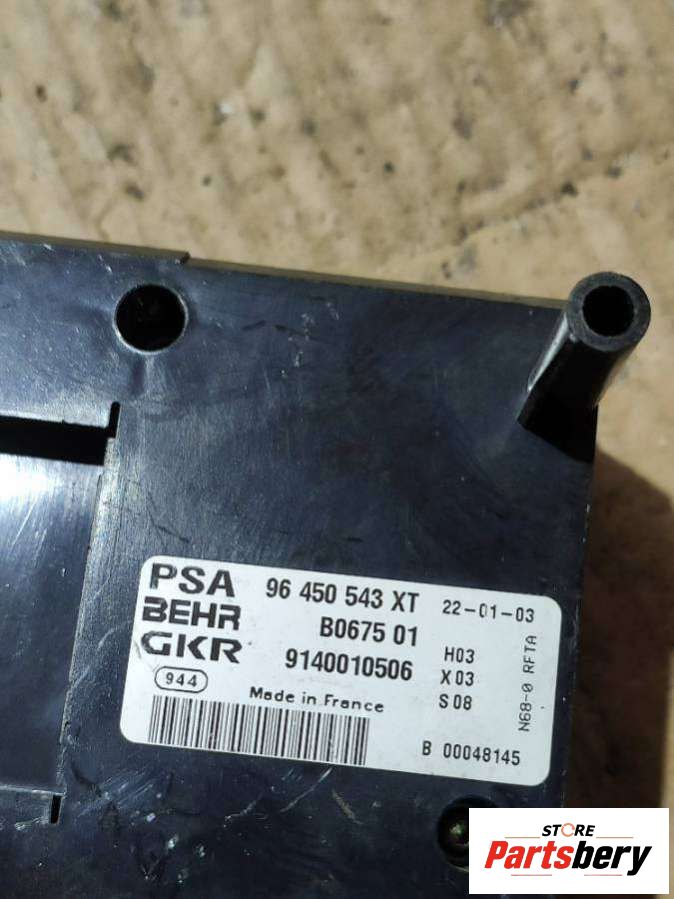 PSA 96 450 543 XT 22-01-03
BEHR B0675 01
GKR 9140010506 H03
944 X03
Made in France S08
N68-0 RFTA
B 00048145
STORE
Partsbery